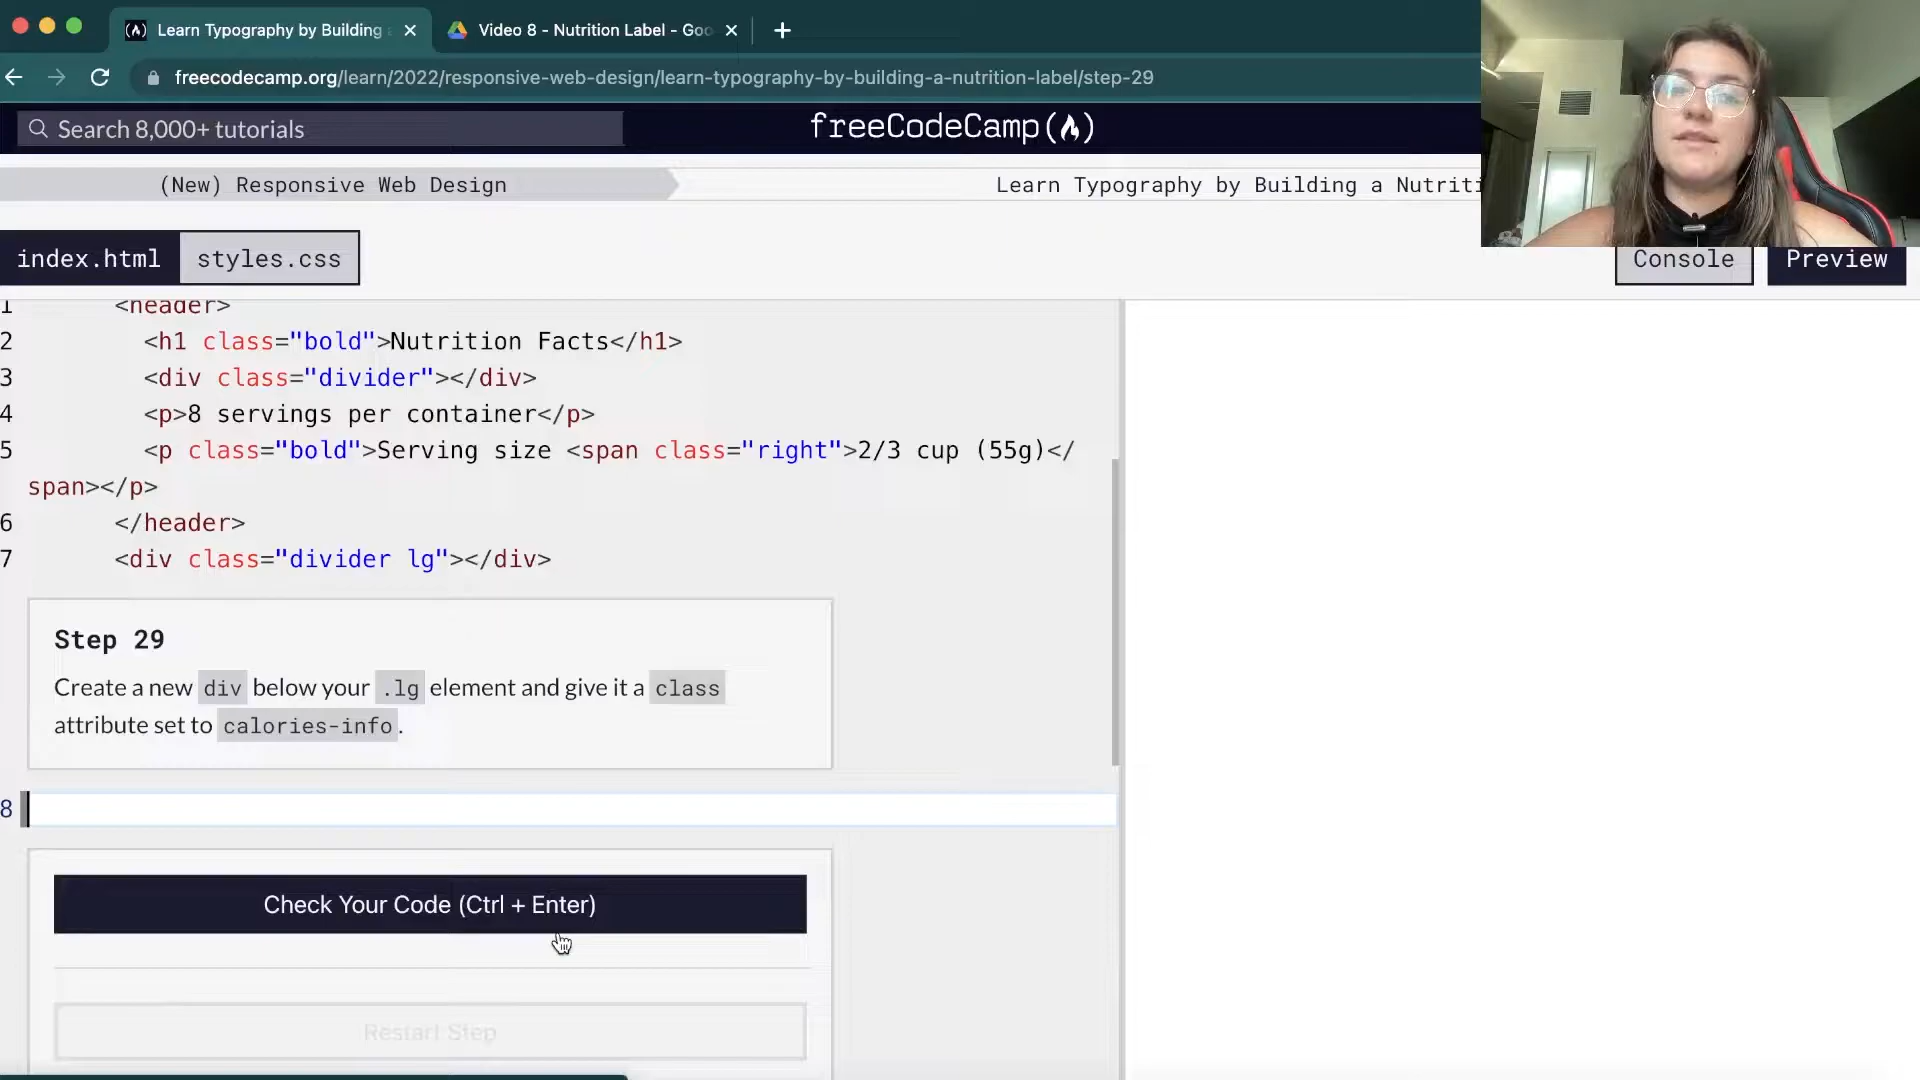 Learn Typography by Building
Video 8 - Nutrition Label - Goo
freecodecamp.org/learn/2022/responsive-web-design/learn-typography-by-building-a-nutrition-label/step-29
Search 8,000+ tutorials
freeCodeCamp
(New) Responsive Web Design
Learn Typography by Building a Nutriti
index.html
styles.css
Console
Preview
1 <header>
2 <h1 class="bold">Nutrition Facts</h1>
3 <div class="divider"></div>
4 <p>8 servings per container</p>
5 <p class="bold">Serving size <span class="right">2/3 cup (55g)</
span></p>
6 </header>
7 <div class="divider lg"></div>
Step 29
Create a new div below your .lg element and give it a class
attribute set to calories-info.
8
Check Your Code (Ctrl + Enter)
Restart Step